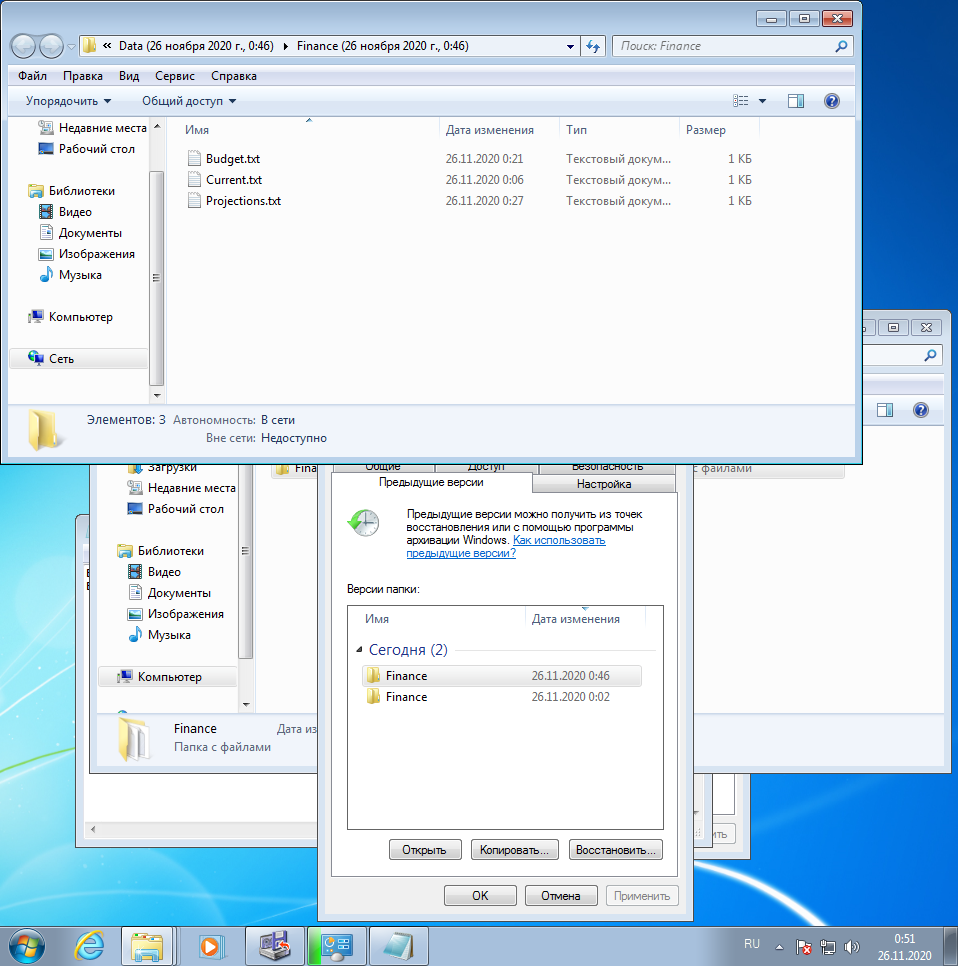 « Data (26 ноября 2020 г., 0:46) ▸ Finance (26 ноября 2020 г., 0:46)
Поиск: Finance
Файл Правка Вид Сервис Справка
Упорядочить Общий доступ
Недавние места
Рабочий стол
Библиотеки
Видео
Документы
Изображения
Музыка
Компьютер
Сеть
Имя Дата изменения Тип Размер
Budget.txt 26.11.2020 0:21 Текстовый докум... 1 КБ
Current.txt 26.11.2020 0:06 Текстовый докум... 1 КБ
Projections.txt 26.11.2020 0:27 Текстовый докум... 1 КБ
Элементов: 3 Автономность: В сети
Вне сети: Недоступно
Загрузки
Недавние места
Рабочий стол
Библиотеки
Видео
Документы
Изображения
Музыка
Компьютер
Fina
с файлами
Finance Дата из
Папка с файлами
Общие Доступ Безопасность
Предыдущие версии Настройка
Предыдущие версии можно получить из точек
восстановления или с помощью программы
архивации Windows. Как использовать
предыдущие версии?
Версии папки:
Имя Дата изменения
Сегодня (2)
Finance 26.11.2020 0:46
Finance 26.11.2020 0:02
Открыть Копировать... Восстановить...
OK Отмена Применить
ить
RU
0:51
26.11.2020